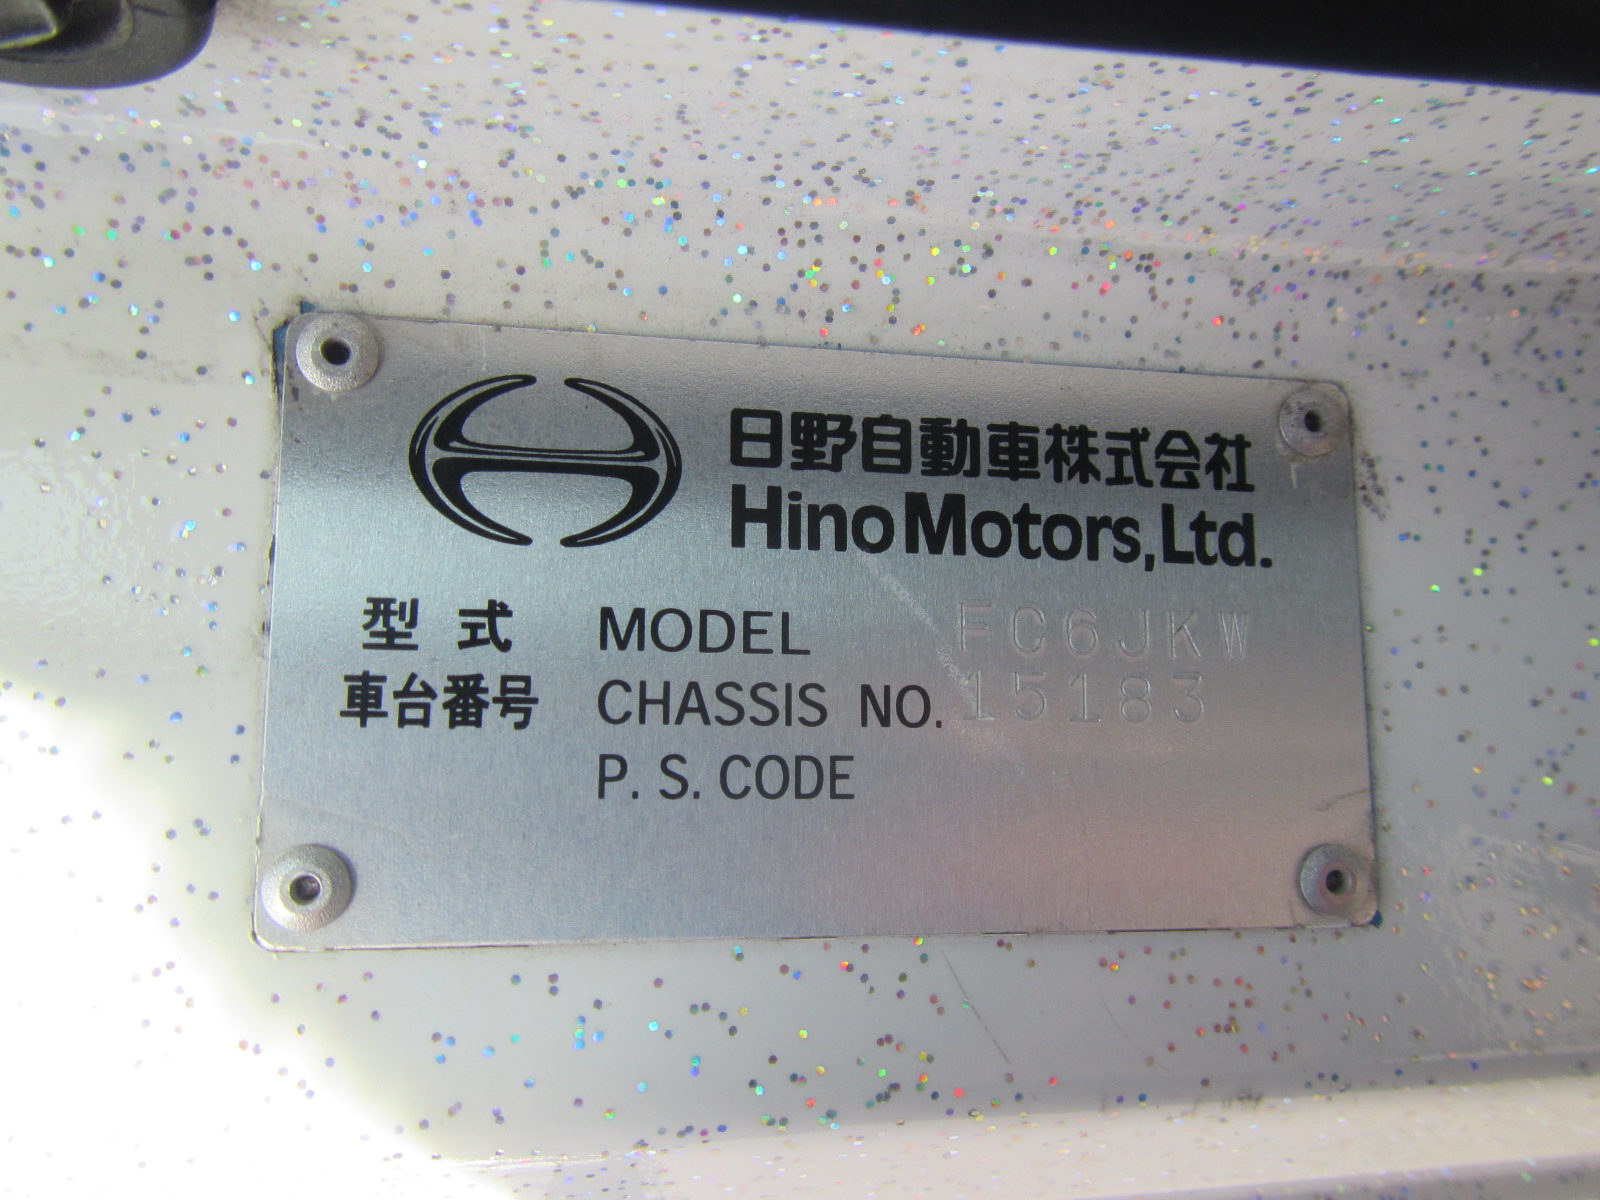 日野自動車株式会社
Hino Motors, Ltd.
型式 MODEL FC6JKW
車台番号 CHASSIS NO. 15183
P. S. CODE